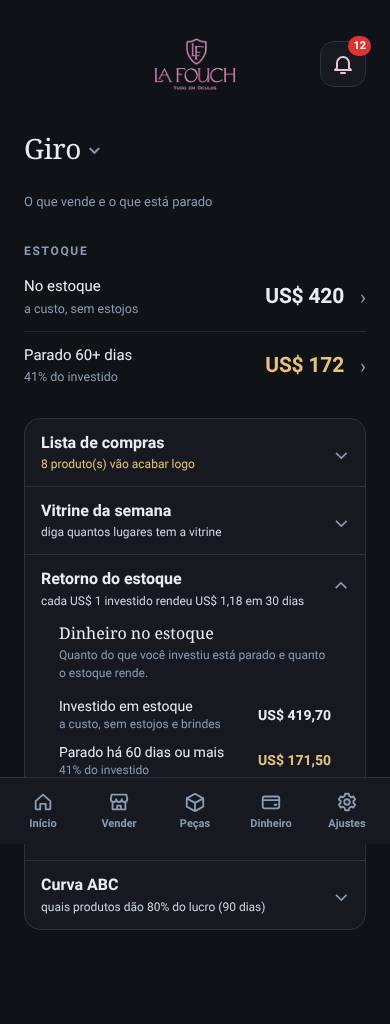 12
LF
LA FOUCH
Tudo em Óculos
Giro
O que vende e o que está parado
ESTOQUE
No estoque
US$ 420 ›
a custo, sem estojos
Parado 60+ dias
US$ 172 ›
41% do investido
Lista de compras
8 produto(s) vão acabar logo
Vitrine da semana
diga quantos lugares tem a vitrine
Retorno do estoque
cada US$ 1 investido rendeu US$ 1,18 em 30 dias
Dinheiro no estoque
Quanto do que você investiu está parado e quanto
o estoque rende.
Investido em estoque
US$ 419,70
a custo, sem estojos e brindes
Parado há 60 dias ou mais
US$ 171,50
41% do investido
Início Vender Peças Dinheiro Ajustes
Curva ABC
quais produtos dão 80% do lucro (90 dias)